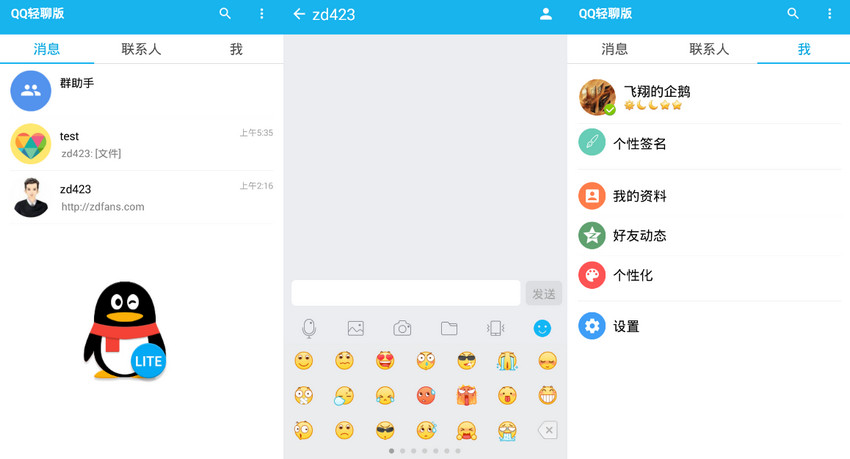 QQ轻聊版
消息 联系人 我
群助手
test
上午5:35
zd423: [文件]
zd423
上午2:16
http://zdfans.com
LITE
zd423
发送
QQ轻聊版
消息 联系人 我
飞翔的企鹅
个性签名
我的资料
好友动态
个性化
设置